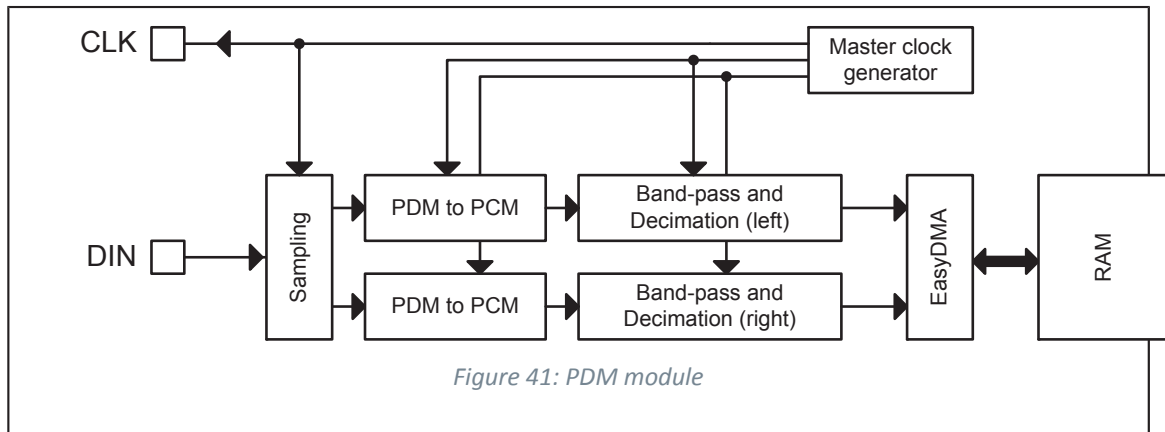 CLK
Master clock
generator
DIN
Sampling
PDM to PCM
Band-pass and
Decimation (left)
PDM to PCM
Band-pass and
Decimation (right)
EasyDMA
RAM
Figure 41: PDM module